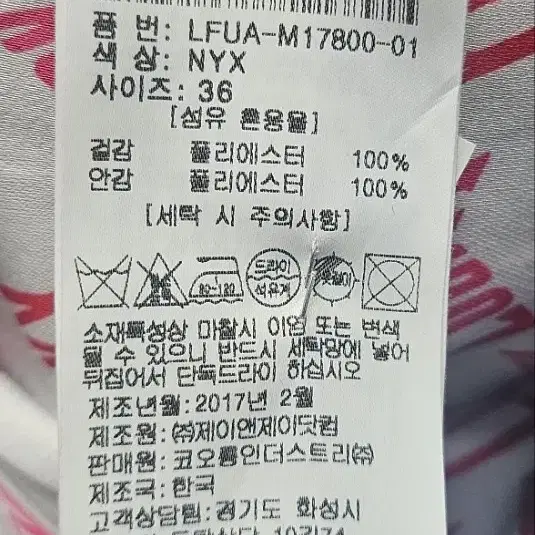 품 번: LFUA-M17800-01
색 상: NYX
사이즈: 36
[섬유 혼용율]
겉감 폴리에스터 100%
안감 폴리에스터 100%
[세탁 시 주의사항]
80~120 드라이 석유계 옷걸이
소재특성상 마찰시 이염 또는 변색
될 수 있으니 반드시 세탁망에 넣어
뒤집어서 단독드라이 하십시오
제조년월: 2017년 2월
제조원: ㈜제이앤제이닷컴
판매원: 코오롱인더스트리㈜
제조국: 한국
고객상담팀: 경기도 화성시